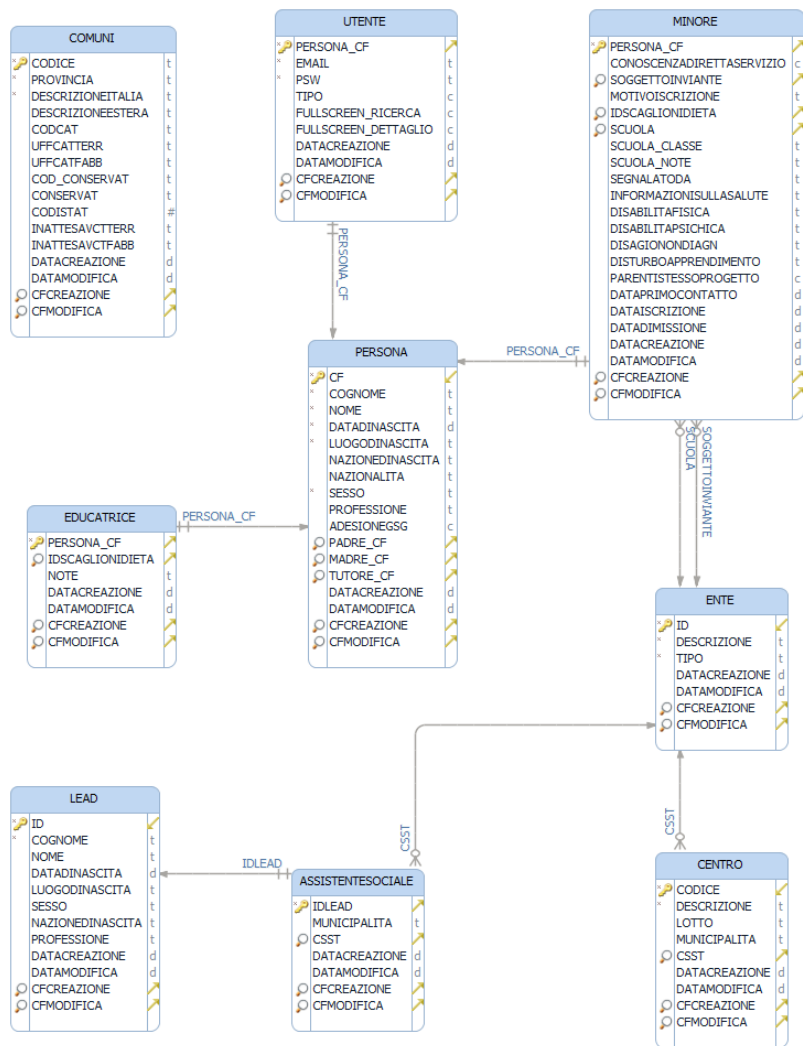 COMUNI
CODICE t
PROVINCIA t
DESCRIZIONEITALIA t
DESCRIZIONEESTERA t
CODCAT t
UFFCATTERR t
UFFCATFABB t
COD_CONSERVAT t
CONSERVAT t
CODISTAT #
INATTESAVCTTERR t
INATTESAVCTFABB t
DATACREAZIONE d
DATAMODIFICA d
CFCREAZIONE
CFMODIFICA
UTENTE
PERSONA_CF
EMAIL t
PSW t
TIPO c
FULLSCREEN_RICERCA c
FULLSCREEN_DETTAGLIO c
DATACREAZIONE d
DATAMODIFICA d
CFCREAZIONE
CFMODIFICA
MINORE
PERSONA_CF
CONOSCENZADIRETTASERVIZIO c
SOGGETTOINVIANTE
MOTIVOISCRIZIONE t
IDSCAGLIONIDIETA
SCUOLA
SCUOLA_CLASSE t
SCUOLA_NOTE t
SEGNALATODA t
INFORMAZIONISULLASALUTE t
DISABILITAFISICA t
DISABILITAPSICHICA t
DISAGIONONDIAGN t
DISTURBOAPPRENDIMENTO t
PARENTISTESSOPROGETTO c
DATAPRIMOCONTATTO d
DATAISCRIZIONE d
DATADIMISSIONE d
DATACREAZIONE d
DATAMODIFICA d
CFCREAZIONE
CFMODIFICA
PERSONA_CF
PERSONA_CF
SCUOLA
SOGGETTOINVIANTE
PERSONA
CF
COGNOME t
NOME t
DATADINASCITA d
LUOGODINASCITA t
NAZIONEDINASCITA t
NAZIONALITA t
SESSO t
PROFESSIONE t
ADESIONEGSG c
PADRE_CF
MADRE_CF
TUTORE_CF
DATACREAZIONE d
DATAMODIFICA d
CFCREAZIONE
CFMODIFICA
EDUCATRICE
PERSONA_CF
IDSCAGLIONIDIETA
NOTE t
DATACREAZIONE d
DATAMODIFICA d
CFCREAZIONE
CFMODIFICA
PERSONA_CF
ENTE
ID
DESCRIZIONE t
TIPO t
DATACREAZIONE d
DATAMODIFICA d
CFCREAZIONE
CFMODIFICA
LEAD
ID
COGNOME t
NOME t
DATADINASCITA d
LUOGODINASCITA t
SESSO t
NAZIONEDINASCITA t
PROFESSIONE t
DATACREAZIONE d
DATAMODIFICA d
CFCREAZIONE
CFMODIFICA
IDLEAD
CSST
CSST
ASSISTENTESOCIALE
IDLEAD
MUNICIPALITA t
CSST
DATACREAZIONE d
DATAMODIFICA d
CFCREAZIONE
CFMODIFICA
CENTRO
CODICE
DESCRIZIONE t
LOTTO t
MUNICIPALITA t
CSST
DATACREAZIONE d
DATAMODIFICA d
CFCREAZIONE
CFMODIFICA